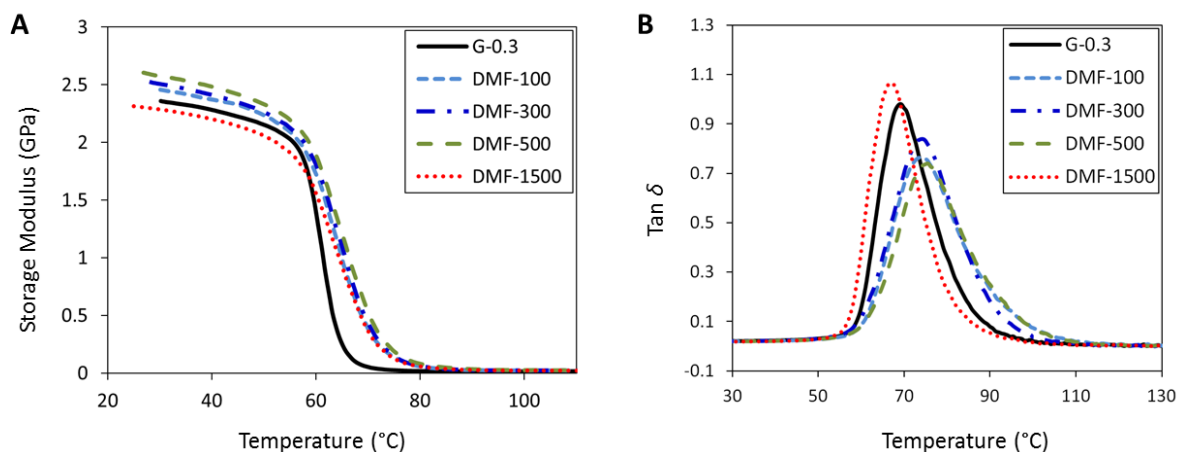 A
Storage Modulus (GPa)
3
2.5
2
1.5
1
0.5
0
20 40 60 80 100
Temperature (°C)
G-0.3
DMF-100
DMF-300
DMF-500
DMF-1500
B
Tan δ
1.3
1.1
0.9
0.7
0.5
0.3
0.1
-0.1
30 50 70 90 110 130
Temperature (°C)
G-0.3
DMF-100
DMF-300
DMF-500
DMF-1500